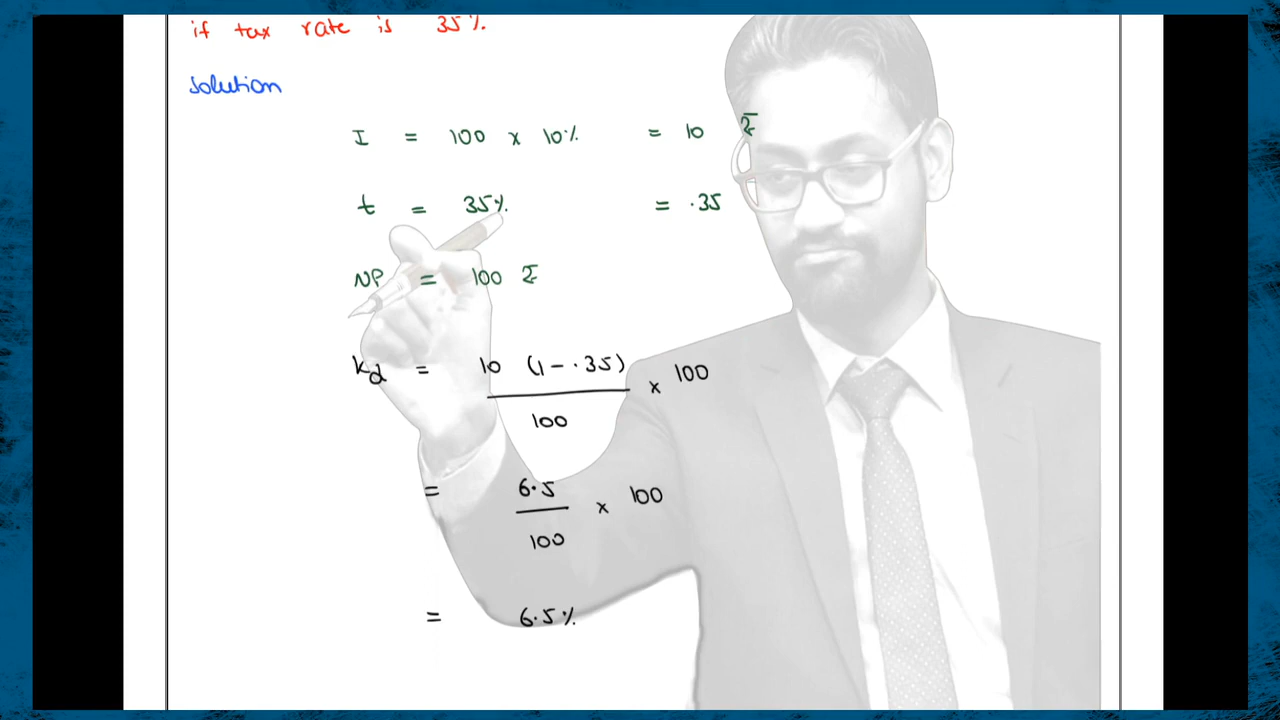 if tax rate is 35%.
Solution
I = 100 x 10% = 10 ₹
t = 35% = .35
NP = 100 ₹
kd = 10 (1 - .35) x 100
100
= 6.5 x 100
100
= 6.5%